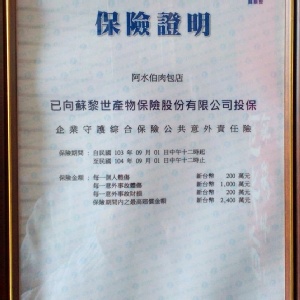 保險證明
阿水伯肉包店
已向蘇黎世產物保險股份有限公司投保
企業守護綜合保險公共意外責任險
保險期間：自民國 103 年 09 月 01 日中午十二時起
至民國 104 年 09 月 01 日中午十二時止
保險金額：每一個人體傷 新台幣 200 萬元
每一意外事故體傷 新台幣 1,000 萬元
每一意外事故財損 新台幣 200 萬元
保險期間內之最高賠償金額 新台幣 2,400 萬元